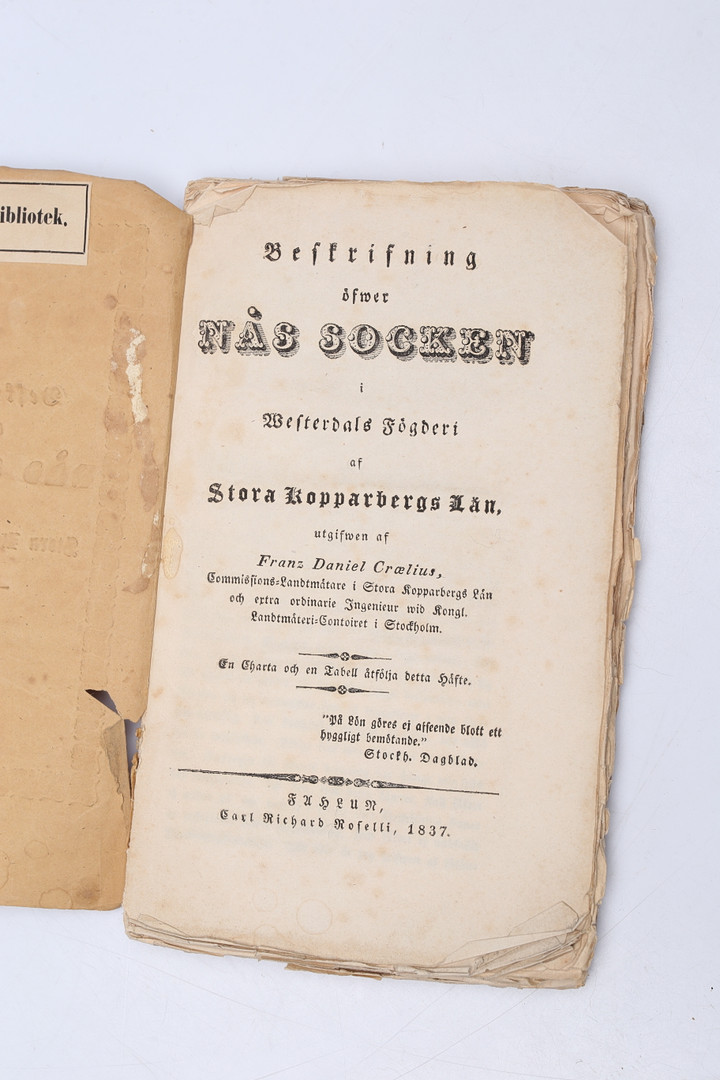 ibliotek.
Beskrifning
öfwer
NÅS SOCKEN
i
Westerdals Fögderi
af
Stora Kopparbergs Län,
utgifwen af
Franz Daniel Crælius,
Commissions-Landtmätare i Stora Kopparbergs Län
och extra ordinarie Ingenieur wid Kongl.
Landtmäteri-Contoiret i Stockholm.
En Charta och en Tabell åtfölja detta Häfte.
"På Lön göres ej afseende blott ett
hyggligt bemötande."
Stockh. Dagblad.
FAHLUN,
Carl Richard Roselli, 1837.